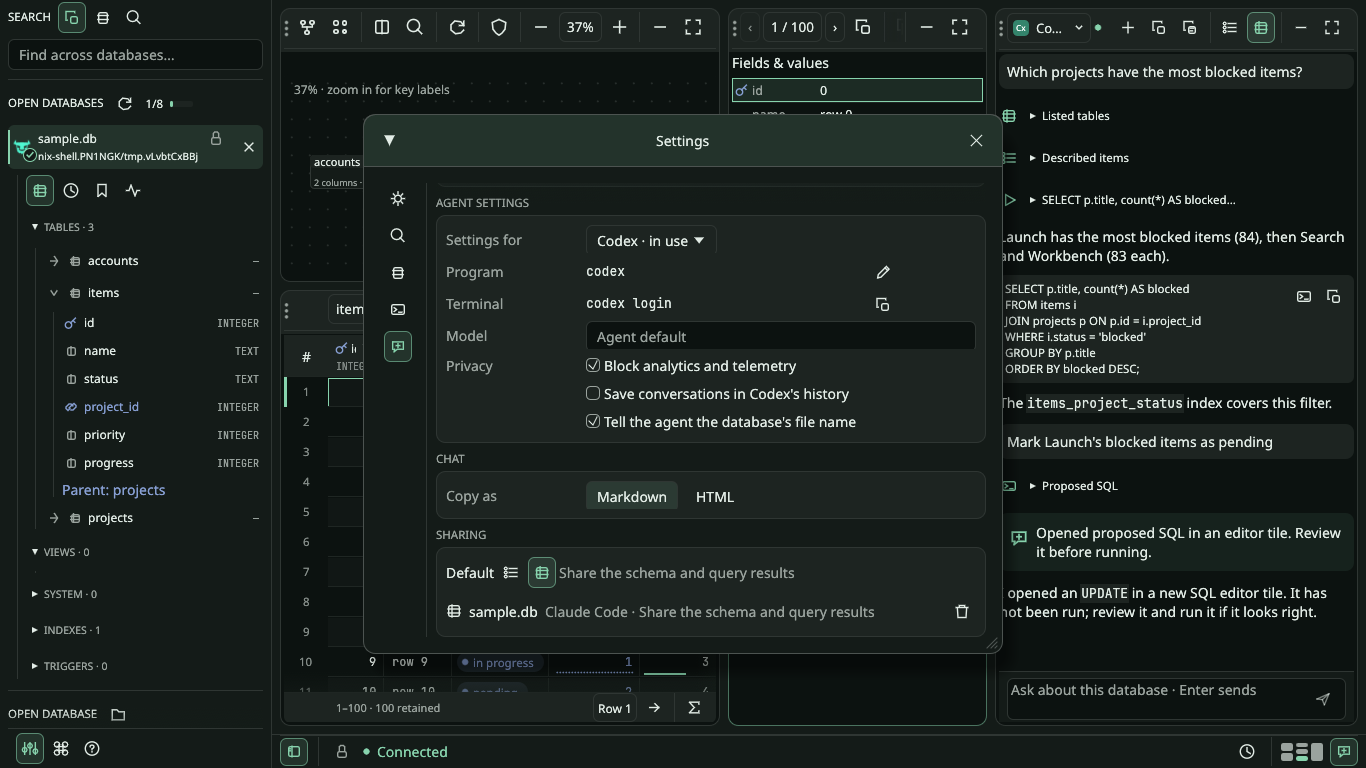 SEARCH
Find across databases...
OPEN DATABASES 1/8
sample.db
nix-shell.PN1NGK/tmp.vLvbtCxBBj
TABLES · 3
accounts –
items –
id INTEGER
name TEXT
status TEXT
project_id INTEGER
priority INTEGER
progress INTEGER
Parent: projects
projects –
VIEWS · 0
SYSTEM · 0
INDEXES · 1
TRIGGERS · 0
OPEN DATABASE
37%
37% · zoom in for key labels
accounts
2 columns ·
1 / 100
Fields & values
id 0
name row 0
Settings
AGENT SETTINGS
Settings for Codex · in use
Program codex
Terminal codex login
Model Agent default
Privacy Block analytics and telemetry
Save conversations in Codex's history
Tell the agent the database's file name
CHAT
Copy as Markdown HTML
SHARING
Default Share the schema and query results
sample.db Claude Code · Share the schema and query results
#
1
2
3
4
5
6
7
8
9
10 9 row 9 in progress 1 3
11 10 row 10 pending 2 4
1–100 · 100 retained Row 1
Co...
Which projects have the most blocked items?
Listed tables
Described items
SELECT p.title, count(*) AS blocked...
Launch has the most blocked items (84), then Search
and Workbench (83 each).
SELECT p.title, count(*) AS blocked
FROM items i
JOIN projects p ON p.id = i.project_id
WHERE i.status = 'blocked'
GROUP BY p.title
ORDER BY blocked DESC;
The items_project_status index covers this filter.
Mark Launch's blocked items as pending
Proposed SQL
Opened proposed SQL in an editor tile. Review
it before running.
opened an UPDATE in a new SQL editor tile. It has
not been run; review it and run it if it looks right.
Ask about this database · Enter sends
Connected